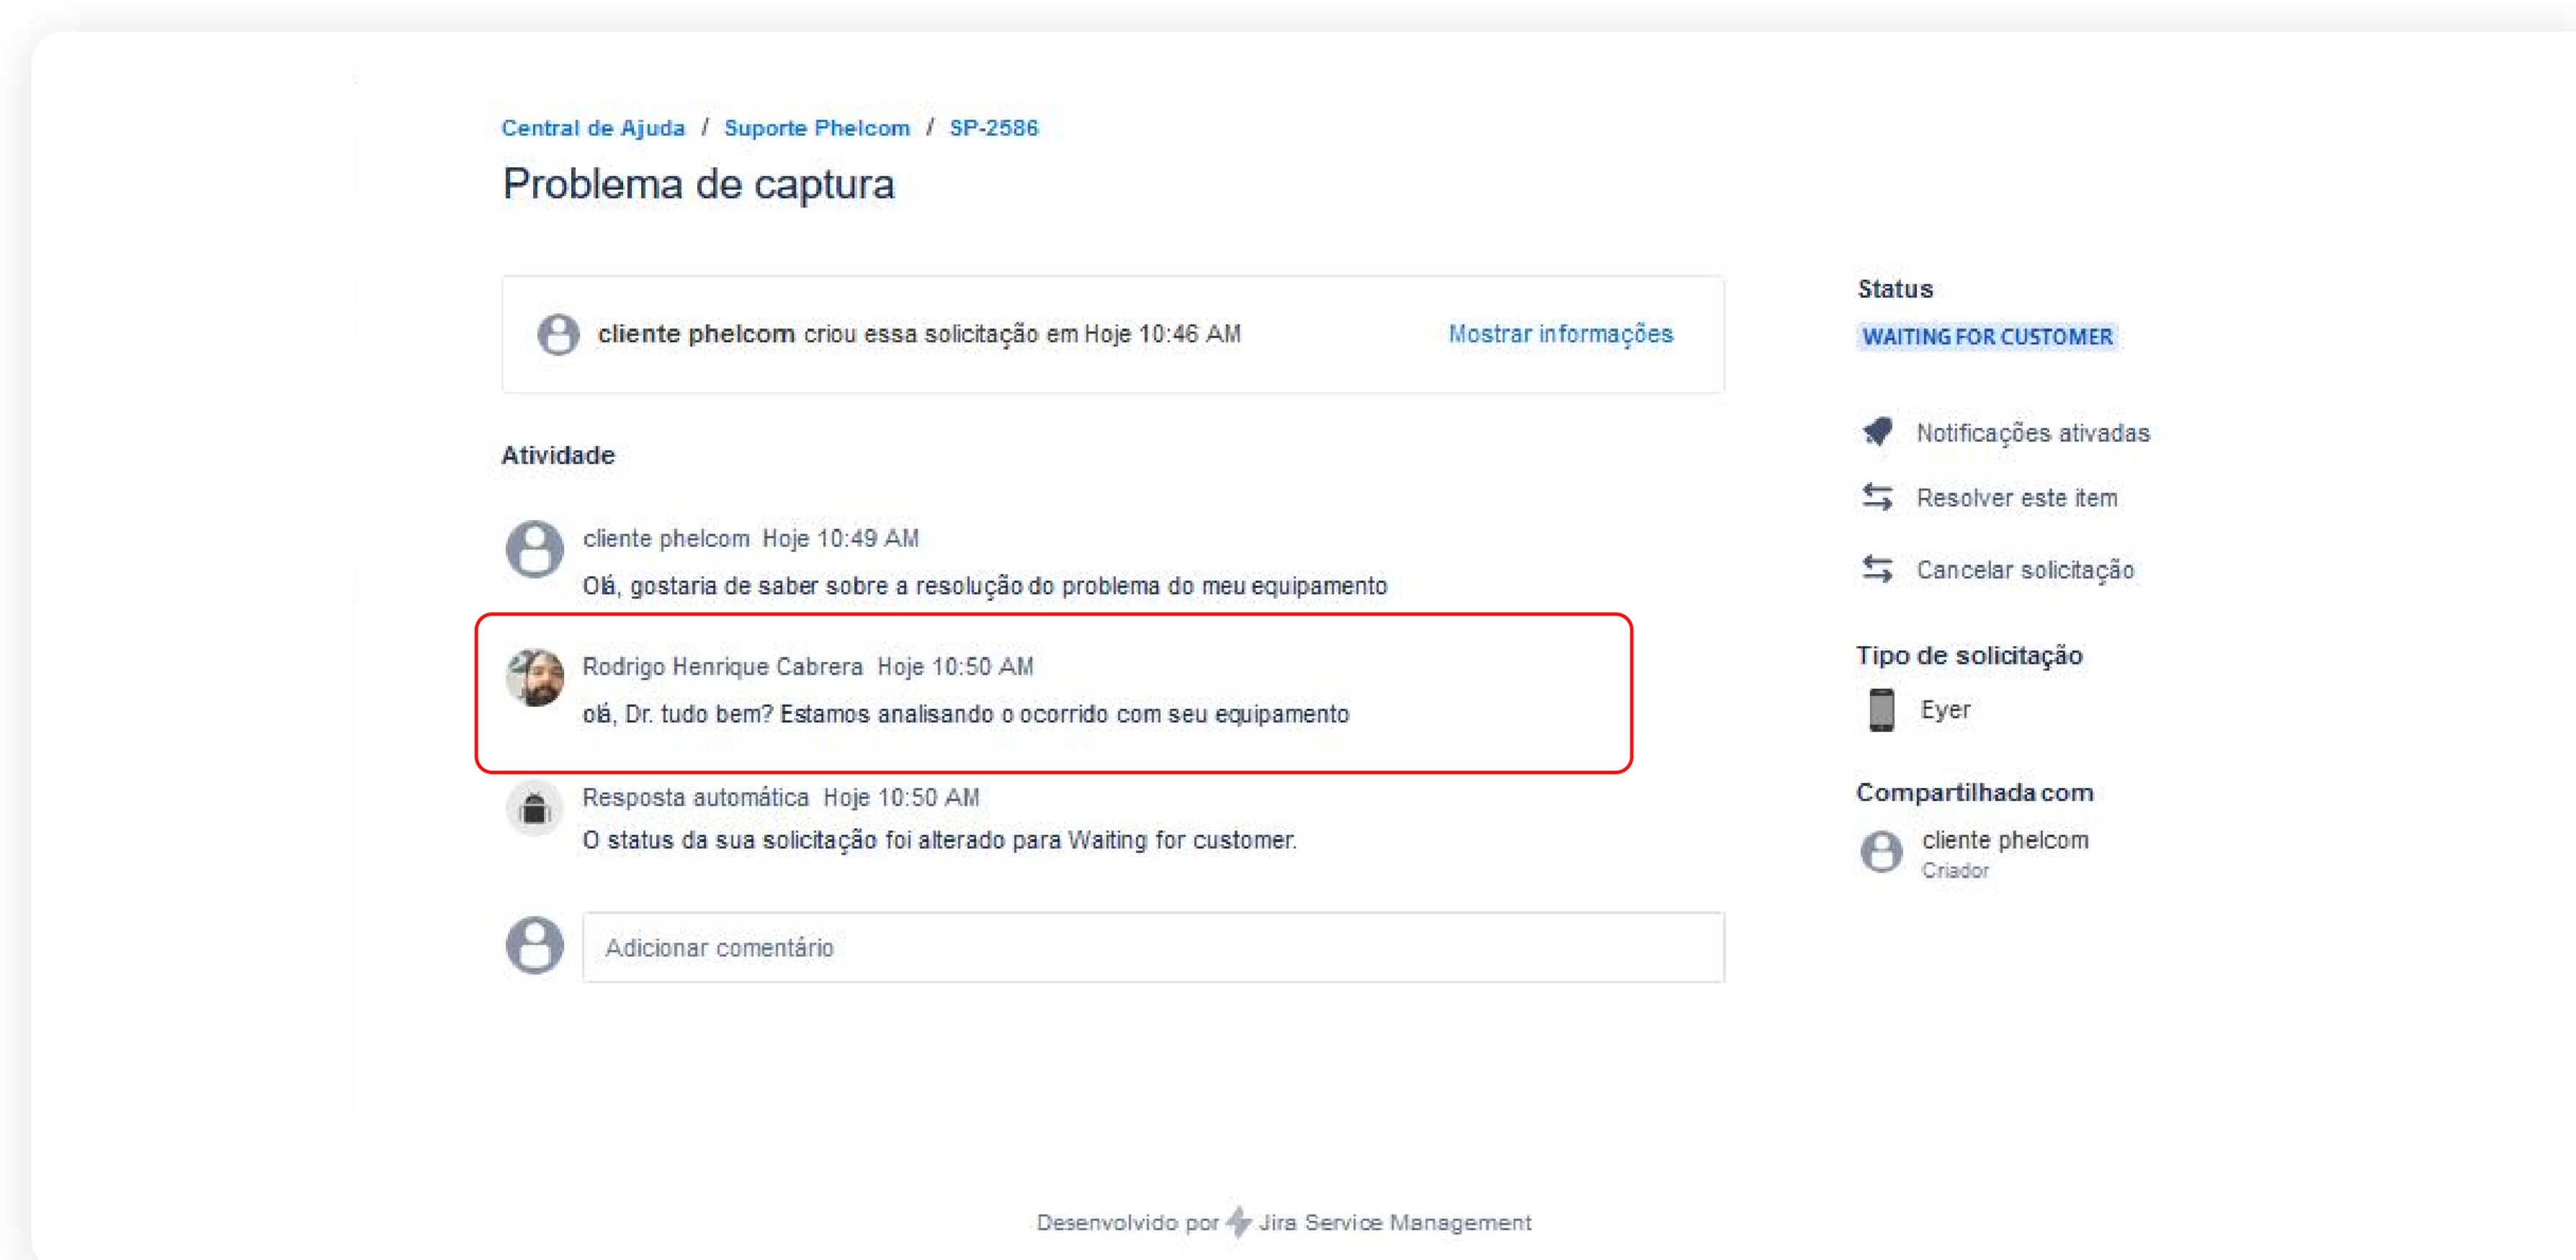 Central de Ajuda / Suporte Phelcom / SP-2586
Problema de captura
cliente phelcom criou essa solicitação em Hoje 10:46 AM
Mostrar informações
Atividade
cliente phelcom Hoje 10:49 AM
Olá, gostaria de saber sobre a resolução do problema do meu equipamento
Rodrigo Henrique Cabrera Hoje 10:50 AM
olá, Dr. tudo bem? Estamos analisando o ocorrido com seu equipamento
Resposta automática Hoje 10:50 AM
O status da sua solicitação foi alterado para Waiting for customer.
Adicionar comentário
Status
WAITING FOR CUSTOMER
Notificações ativadas
Resolver este item
Cancelar solicitação
Tipo de solicitação
Eyer
Compartilhada com
cliente phelcom
Criador
Desenvolvido por Jira Service Management